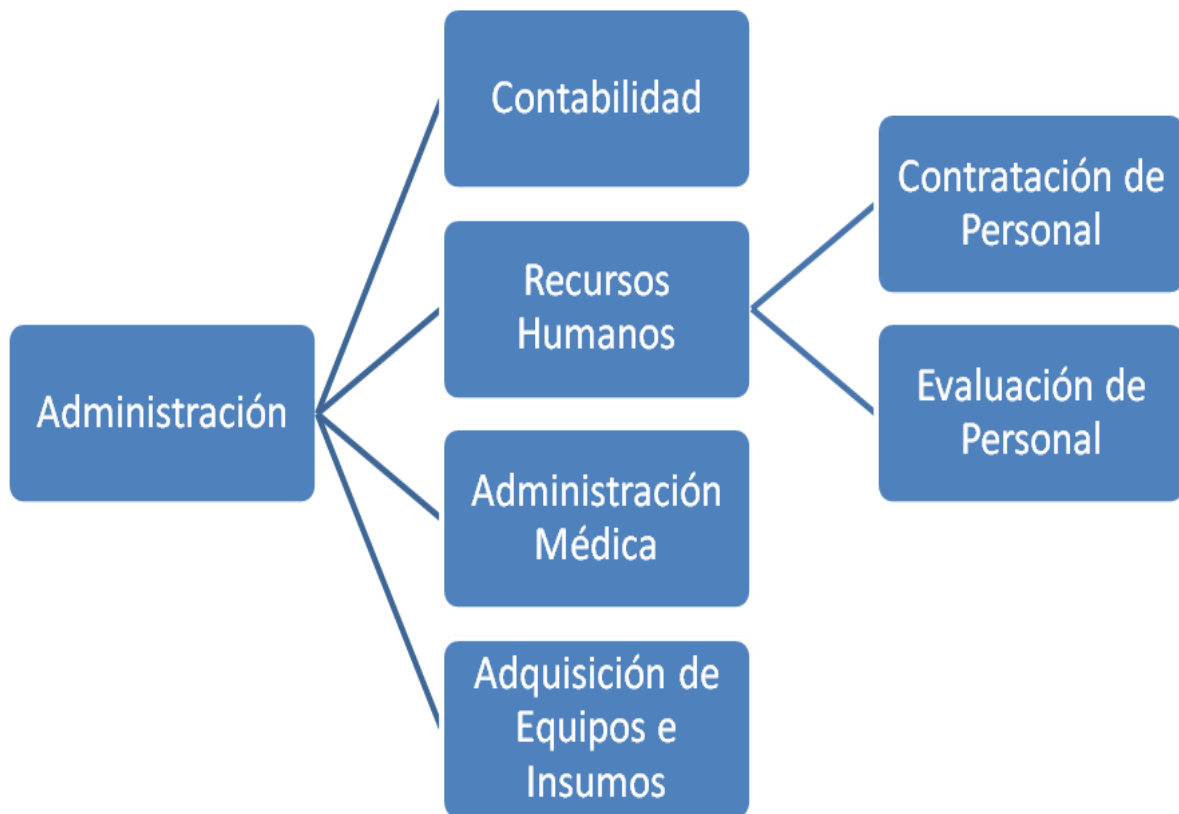 Administración
Contabilidad
Recursos
Humanos
Administración
Médica
Adquisición de
Equipos e
Insumos
Contratación de
Personal
Evaluación de
Personal